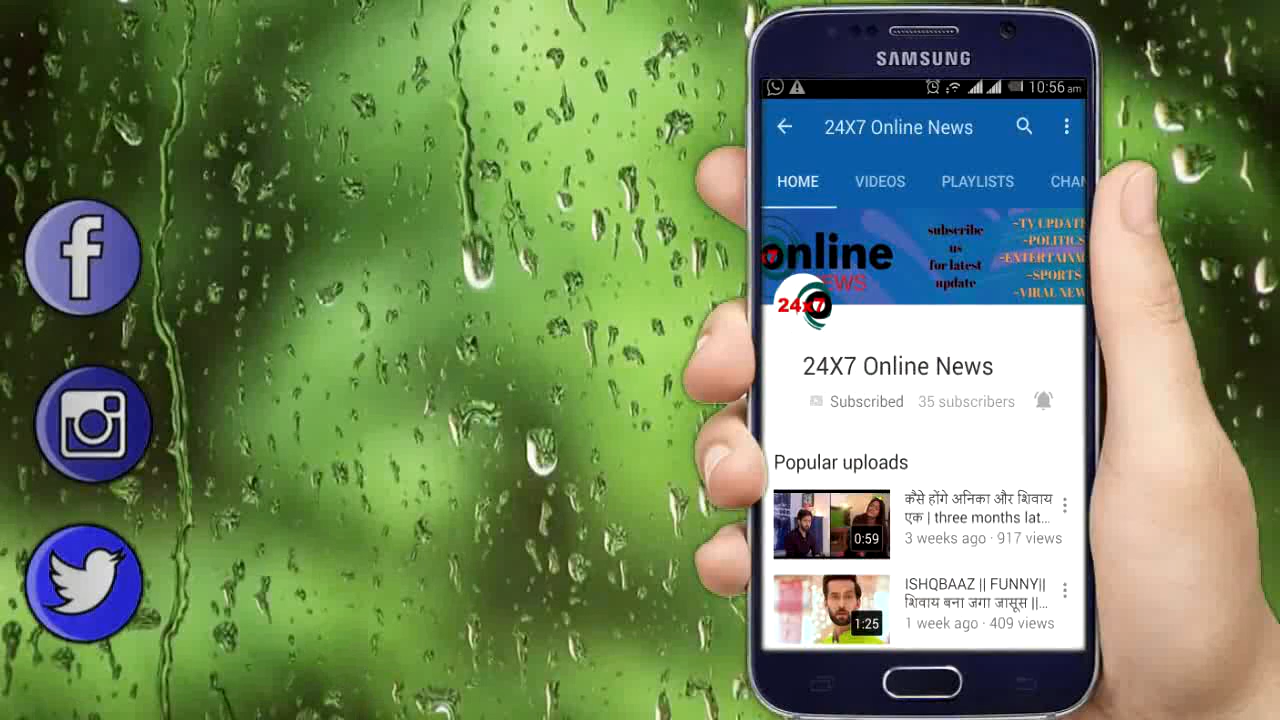 SAMSUNG
10:56 am
24X7 Online News
HOME VIDEOS PLAYLISTS CHAN
online
NEWS
subscribe
us
for latest
update
-TV UPDATE
-POLITICS
-ENTERTAINM
-SPORTS
-VIRAL NEW
24x7
24X7 Online News
Subscribed 35 subscribers
Popular uploads
0:59
कैसे होंगे अनिका और शिवाय
एक | three months lat...
3 weeks ago · 917 views
1:25
ISHQBAAZ || FUNNY||
शिवाय बना जगा जासूस ||...
1 week ago · 409 views